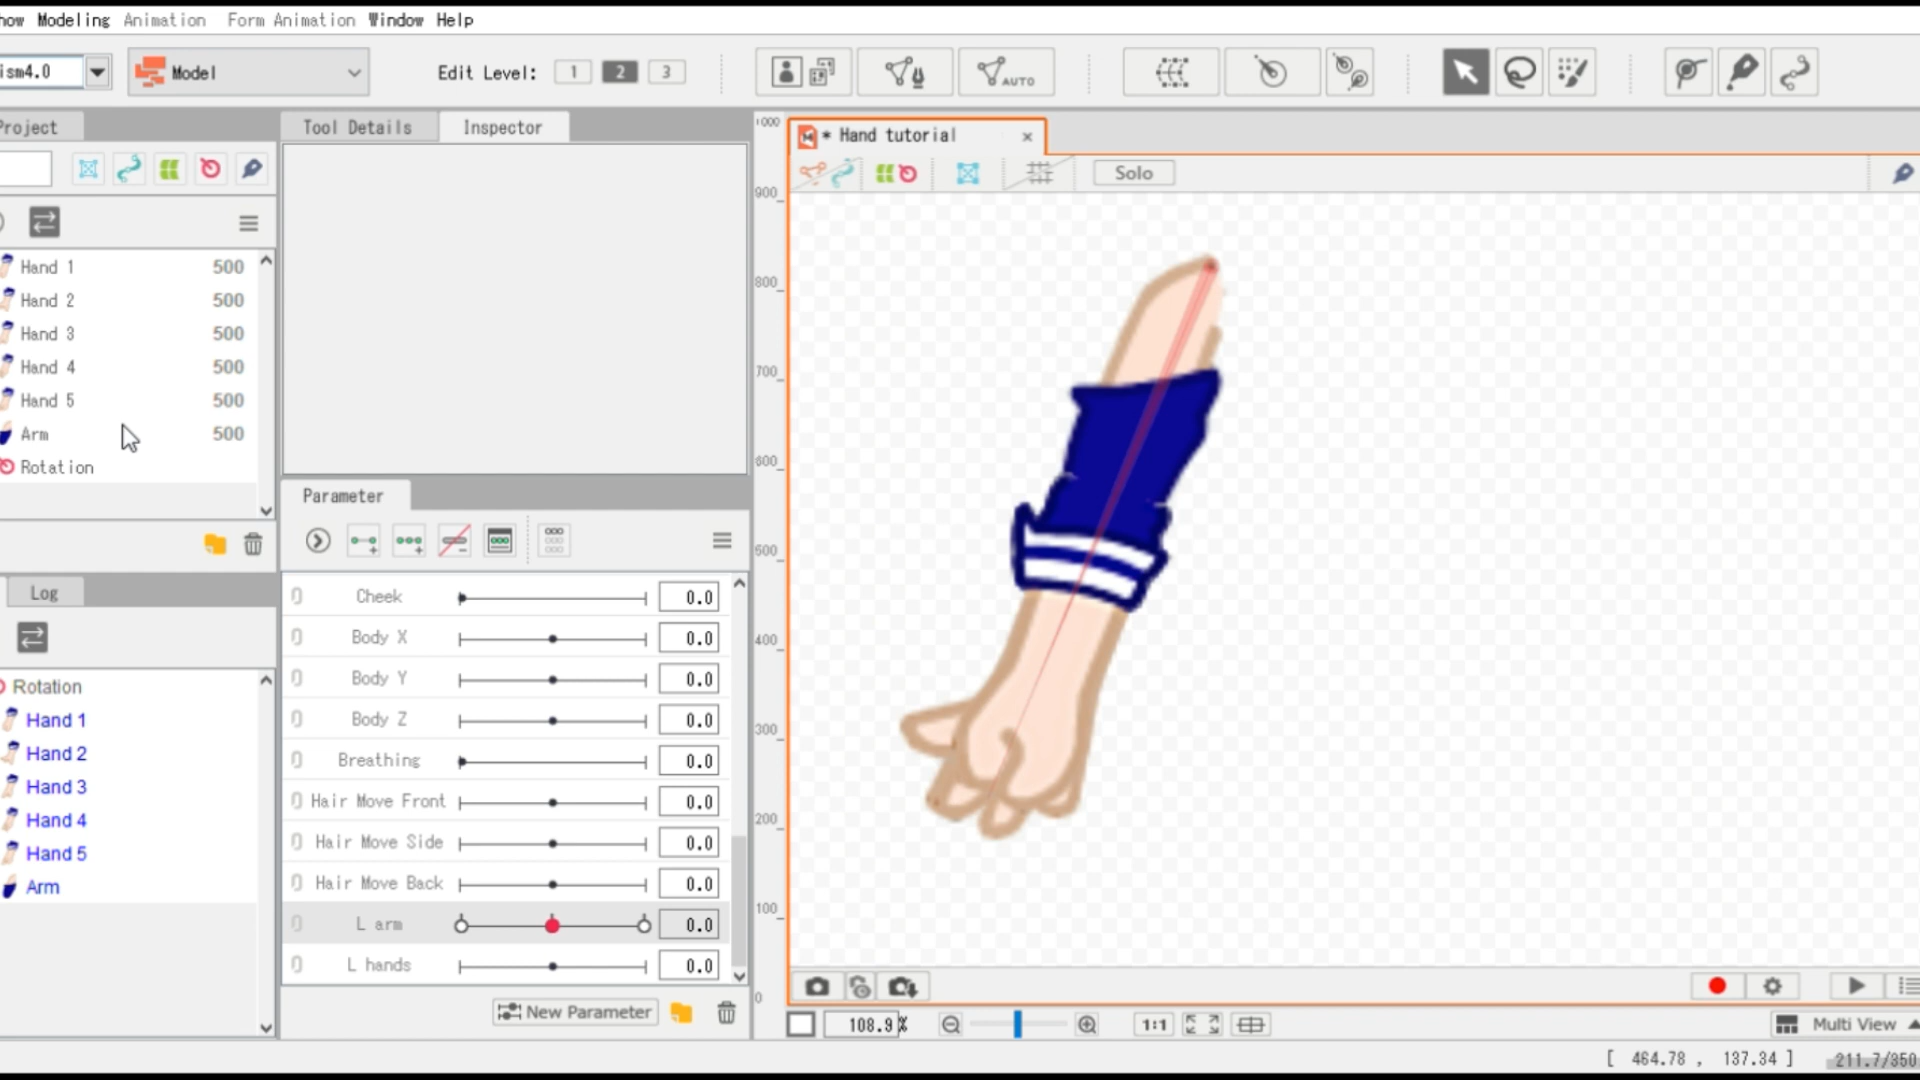 how Modeling Animation Form Animation Window Help
ism4.0 Model Edit Level: 1 2 3 AUTO
Project Tool Details Inspector * Hand tutorial
Solo
Hand 1 500
Hand 2 500
Hand 3 500
Hand 4 500
Hand 5 500
Arm 500
Rotation
Parameter
Log
Rotation
Hand 1
Hand 2
Hand 3
Hand 4
Hand 5
Arm
Cheek 0.0
Body X 0.0
Body Y 0.0
Body Z 0.0
Breathing 0.0
Hair Move Front 0.0
Hair Move Side 0.0
Hair Move Back 0.0
L arm 0.0
L hands 0.0
New Parameter
1000
900
800
700
600
500
400
300
200
100
0
108.9% 1:1 Multi View
[ 464.78 , 137.34 ] 211.7/350